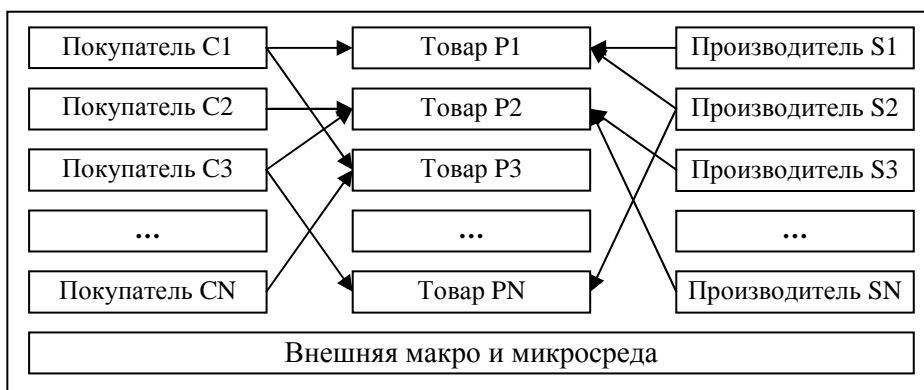 Покупатель C1 Товар P1 Производитель S1
Покупатель C2 Товар P2 Производитель S2
Покупатель C3 Товар P3 Производитель S3
... ... ...
Покупатель CN Товар PN Производитель SN
Внешняя макро и микросреда